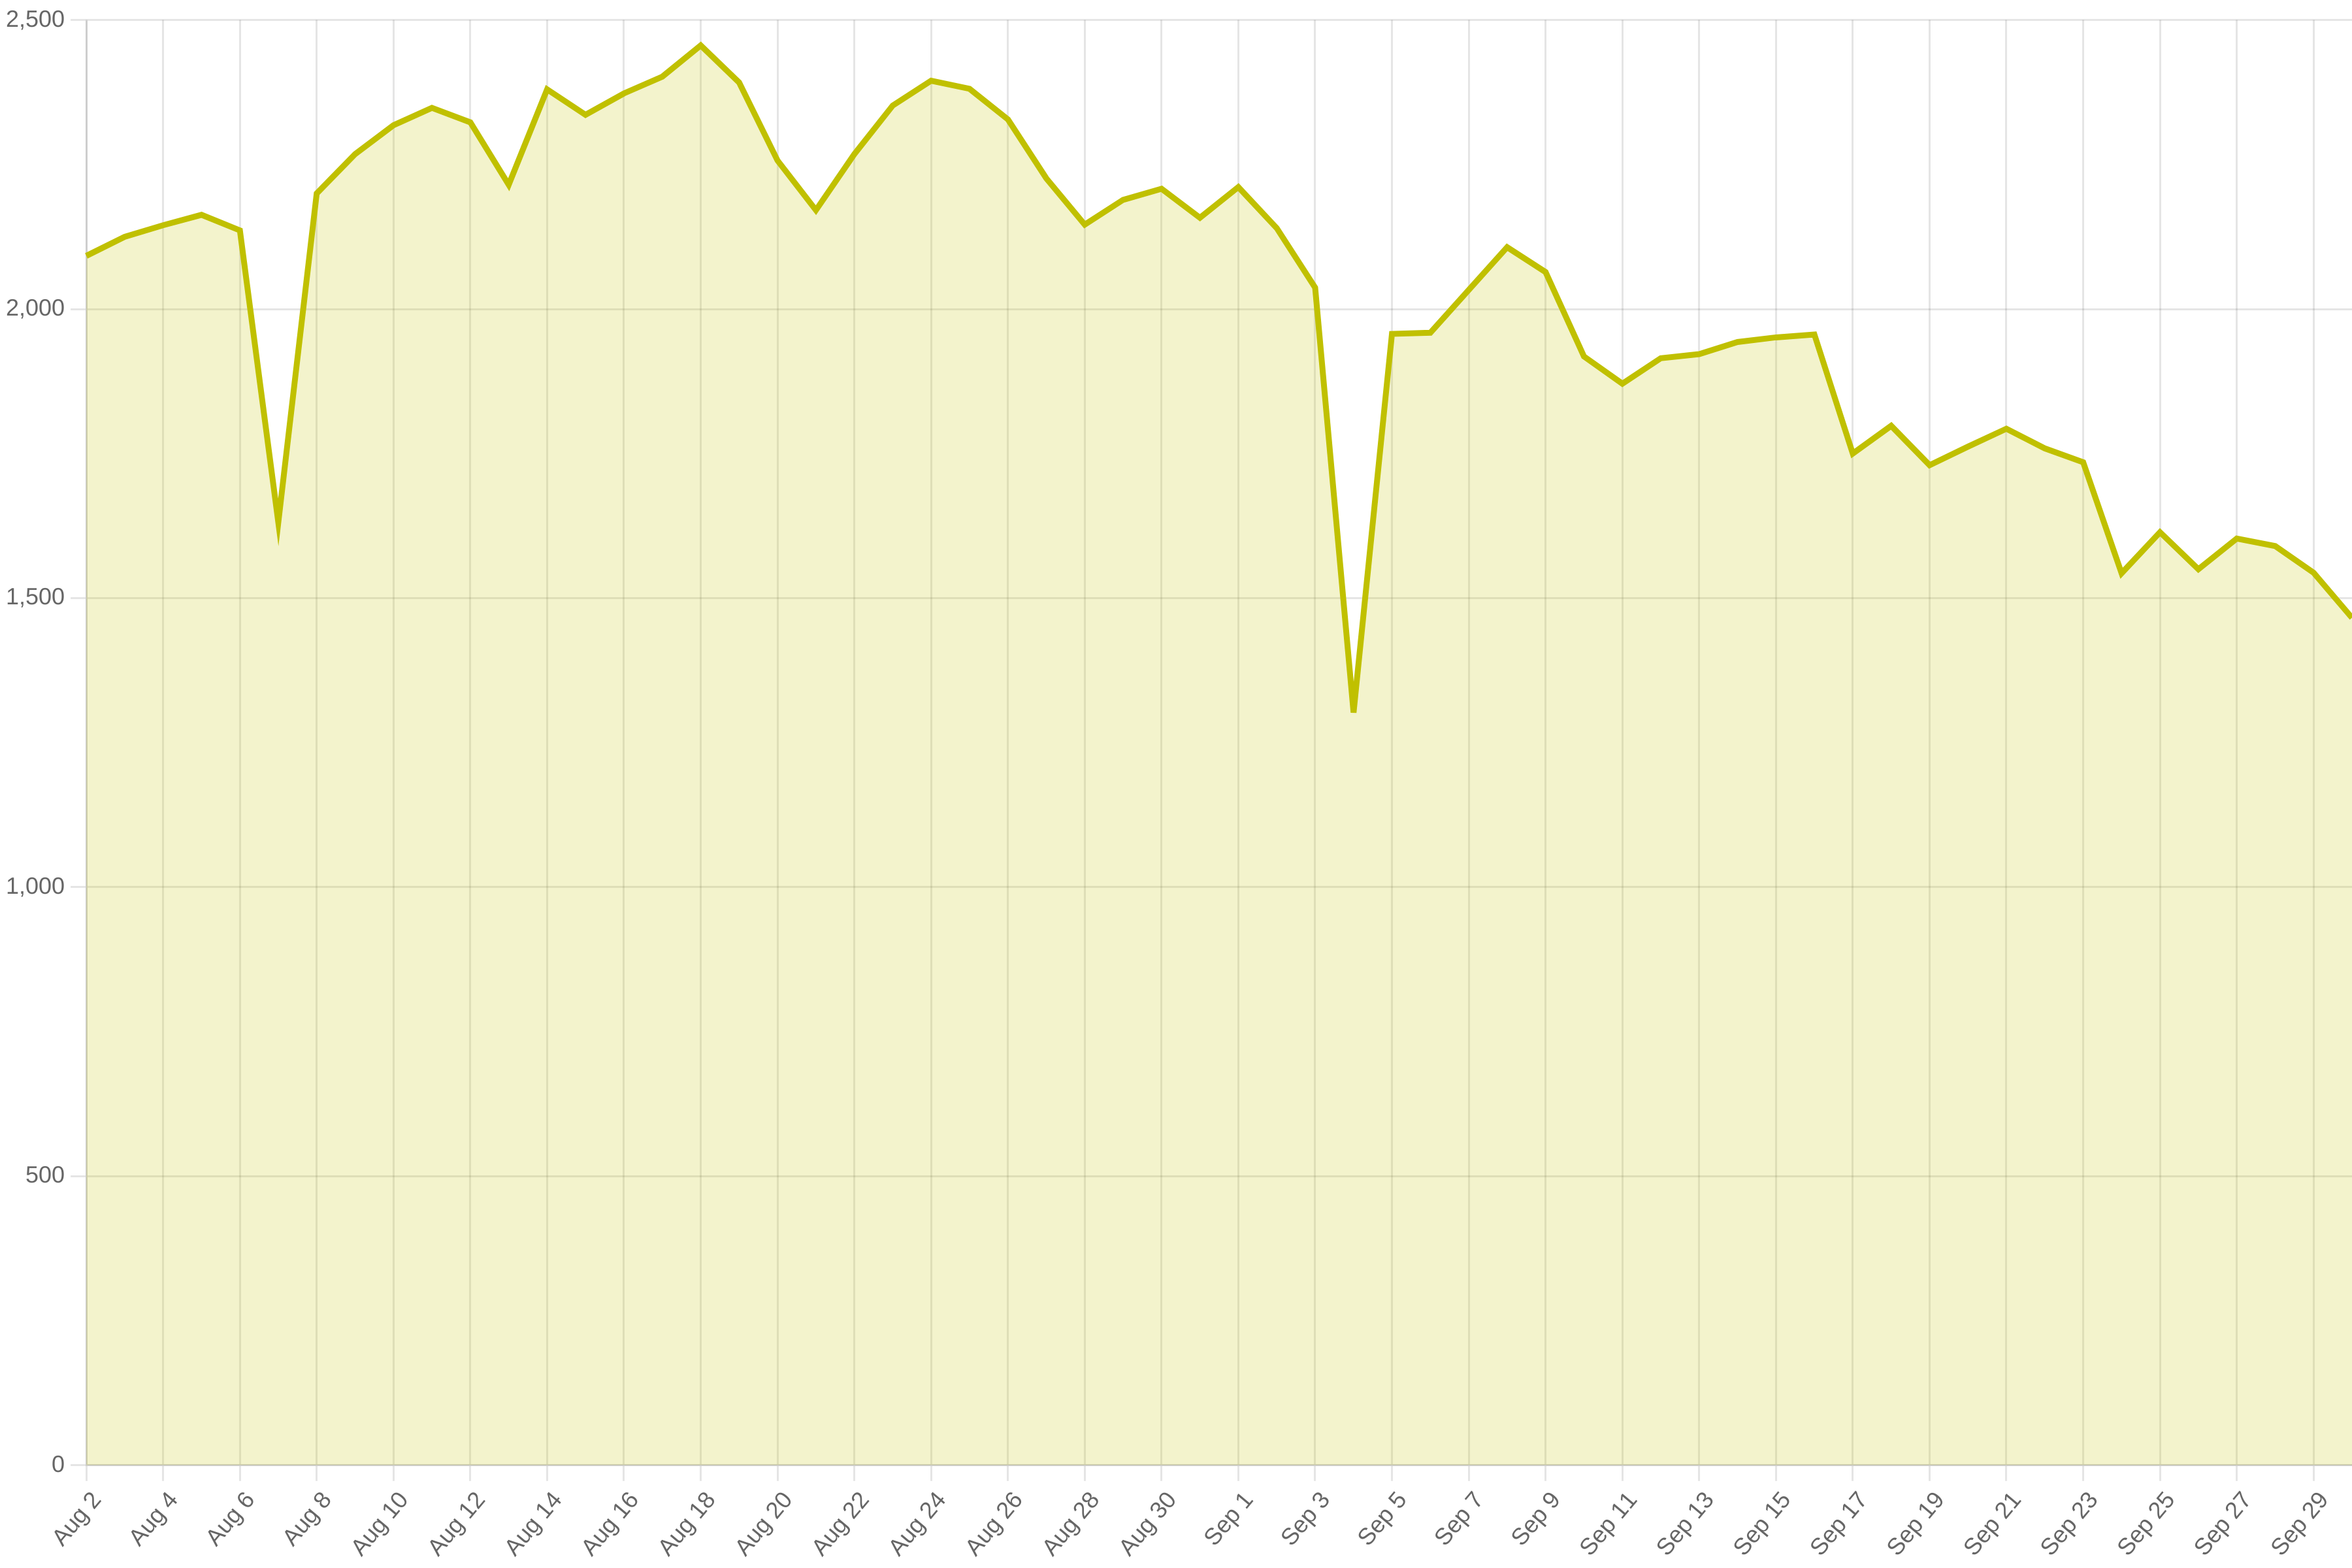 2,500
2,000
1,500
1,000
500
0
Aug 2
Aug 4
Aug 6
Aug 8
Aug 10
Aug 12
Aug 14
Aug 16
Aug 18
Aug 20
Aug 22
Aug 24
Aug 26
Aug 28
Aug 30
Sep 1
Sep 3
Sep 5
Sep 7
Sep 9
Sep 11
Sep 13
Sep 15
Sep 17
Sep 19
Sep 21
Sep 23
Sep 25
Sep 27
Sep 29